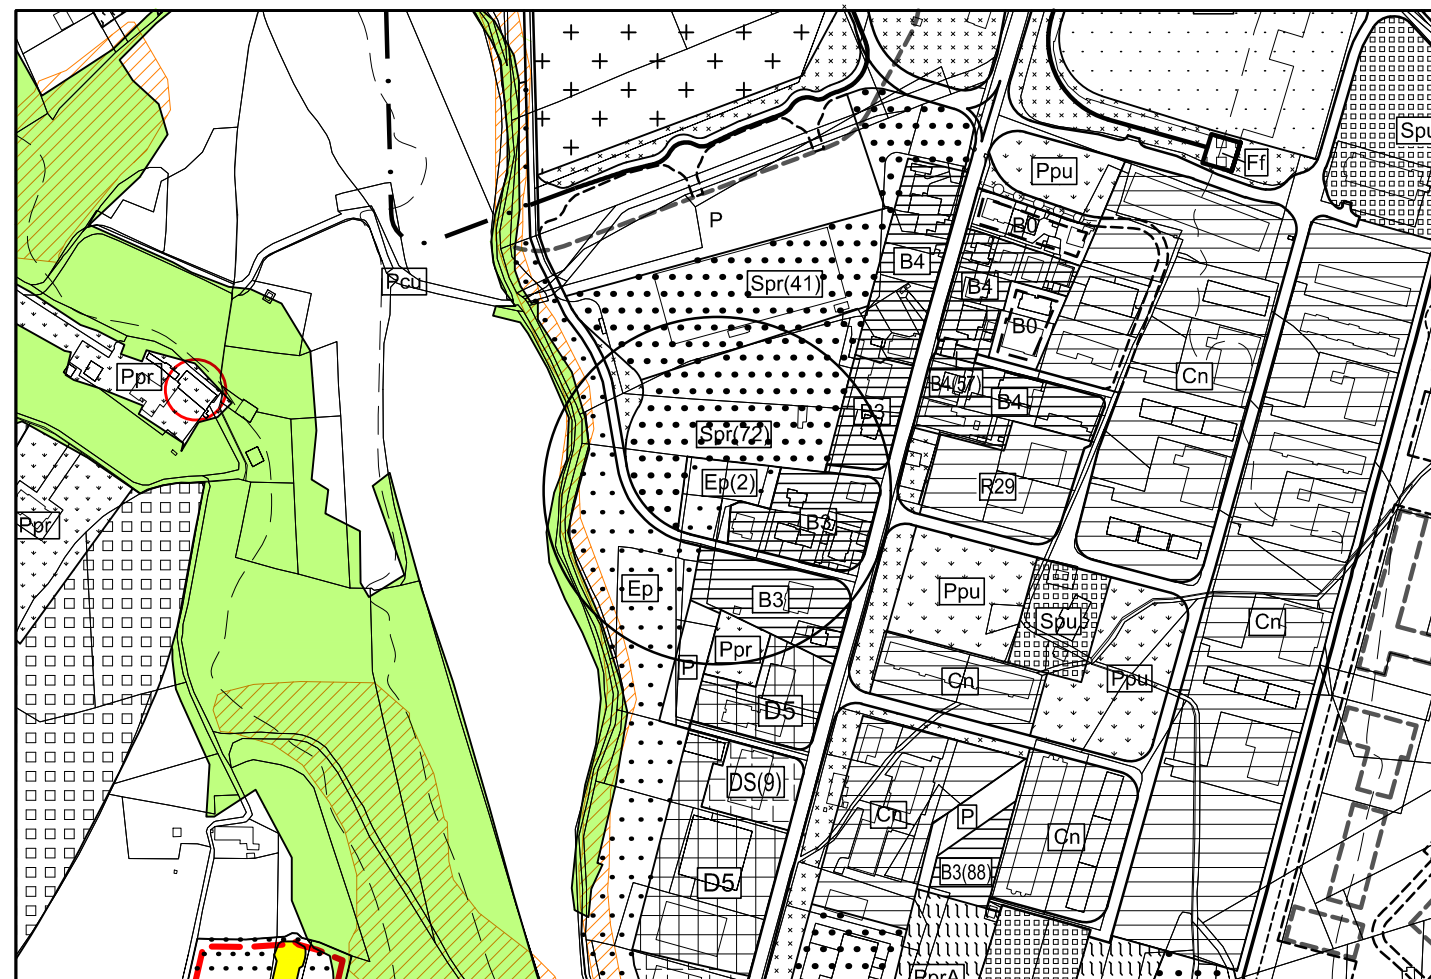 Spu
Ff
Ppu
P
B0
B4
Pcu
Spr(41)
B4
B0
Ppr
B4(57)
Cn
B4
B3
Spr(72)
Ep(2)
R29
B3
Ppr
Ep
Ppu
B3
Spu
Cn
Ppr
P
Cn
Ppu
D5
DS(9)
Cn
P
Cn
B3(88)
D5
PprA